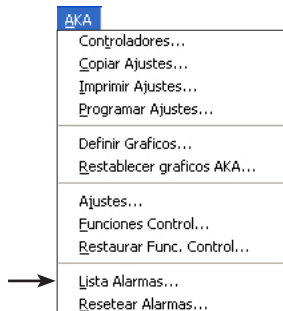 AKA
Controladores...
Copiar Ajustes...
Imprimir Ajustes...
Programar Ajustes...
Definir Graficos...
Restablecer graficos AKA...
Ajustes...
Funciones Control...
Restaurar Func. Control...
Lista Alarmas...
Resetear Alarmas...